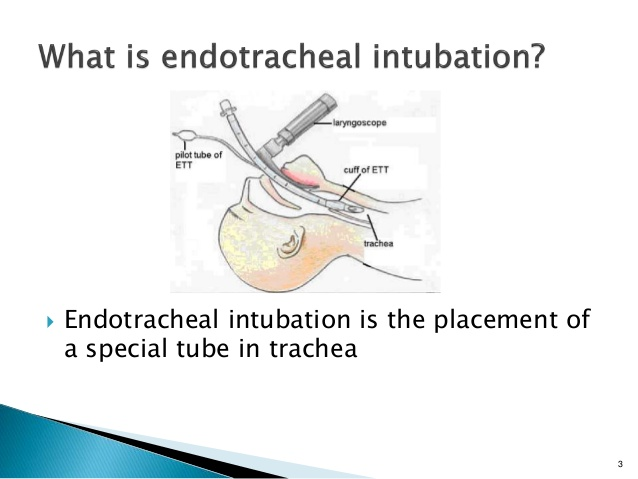 What is endotracheal intubation?
laryngoscope
pilot tube of
ETT
cuff of ETT
trachea
Endotracheal intubation is the placement of
a special tube in trachea
3